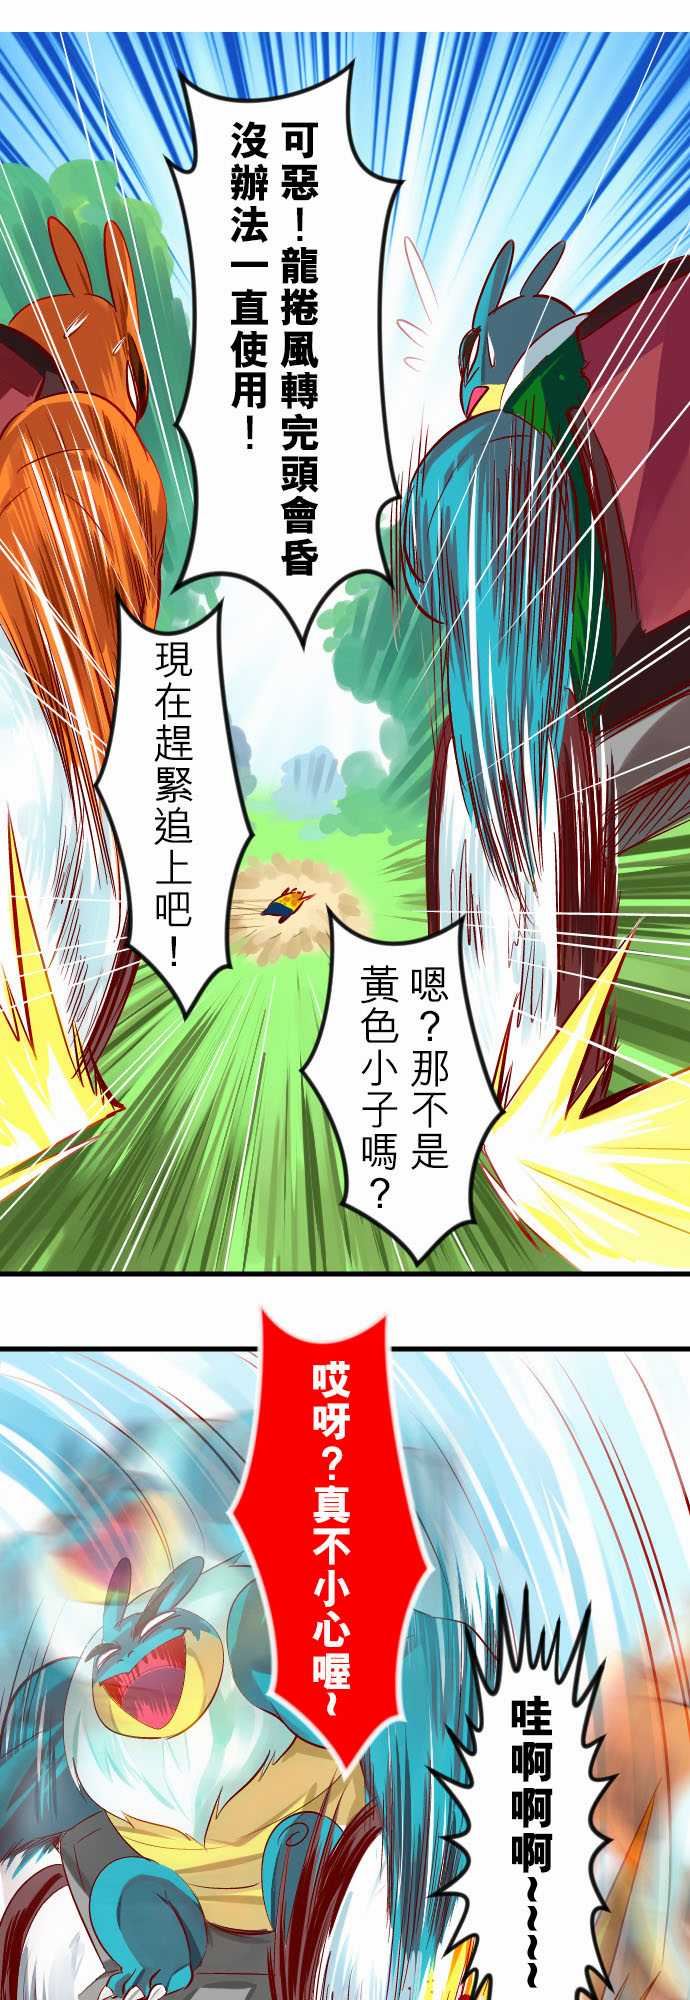 可惡！龍捲風轉完頭會昏
沒辦法一直使用！
現在趕緊追上吧！
嗯？那不是
黃色小子嗎？
哎呀？真不小心喔~
哇啊啊啊~~~~